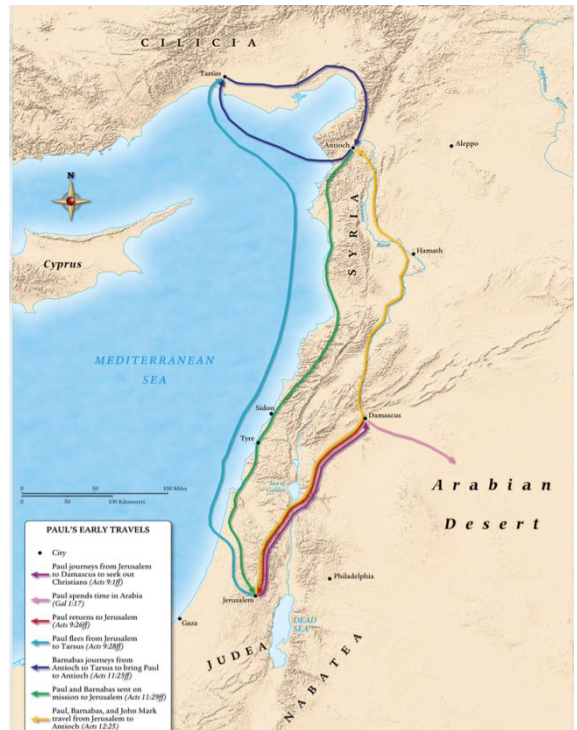 CILICIA
Tarsus
Antioch
Aleppo
N
SYRIA
River
Hamath
Cyprus
MEDITERRANEAN
SEA
Sidon
Damascus
Tyre
Sea of
Galilee
Arabian
Desert
50
100 Miles
0
50
100 Kilometers
PAUL'S EARLY TRAVELS
City
Paul journeys from Jerusalem
to Damascus to seek out
Christians (Acts 9:1ff)
Paul spends time in Arabia
(Gal 1:17)
Paul returns to Jerusalem
(Acts 9:26ff)
Paul flees from Jerusalem
to Tarsus (Acts 9:28ff)
Barnabas journeys from
Antioch to Tarsus to bring Paul
to Antioch (Acts 11:25ff)
Paul and Barnabas sent on
mission to Jerusalem (Acts 11:29ff)
Paul, Barnabas, and John Mark
travel from Jerusalem to
Antioch (Acts 12:25)
Philadelphia
Jerusalem
Gaza
DEAD
SEA
JUDEA
NABATEA